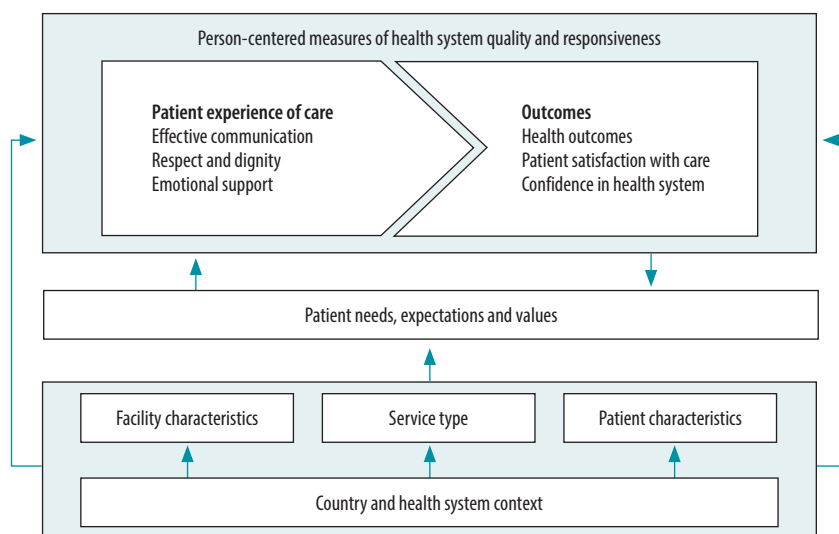 Person-centered measures of health system quality and responsiveness
Patient experience of care
Effective communication
Respect and dignity
Emotional support
Outcomes
Health outcomes
Patient satisfaction with care
Confidence in health system
Patient needs, expectations and values
Facility characteristics
Service type
Patient characteristics
Country and health system context